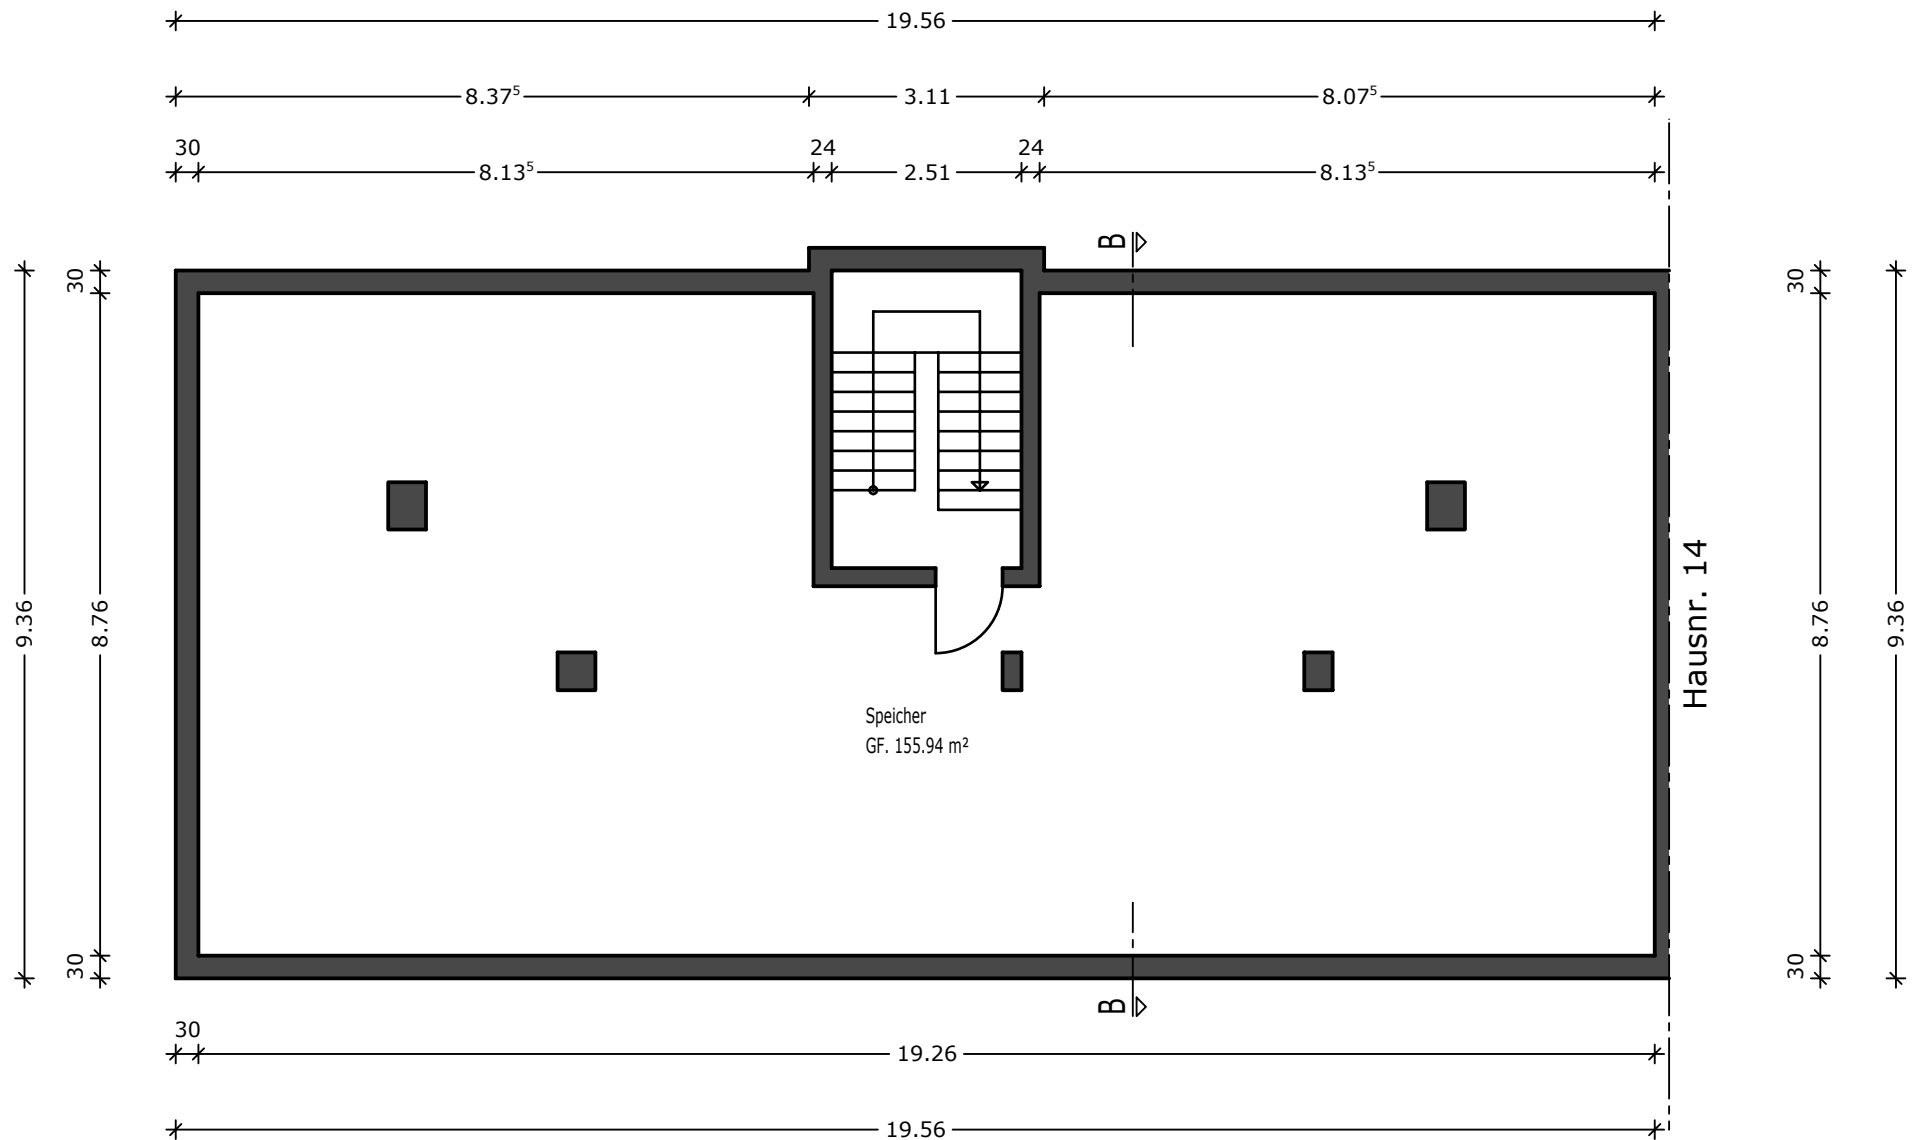 19.56
8.37⁵ 3.11 8.07⁵
30 24 24
8.13⁵ 2.51 8.13⁵
B
30
30
9.36
8.76
8.76
9.36
Hausnr. 14
Speicher
GF. 155.94 m²
30
30
B
30
19.26
19.56